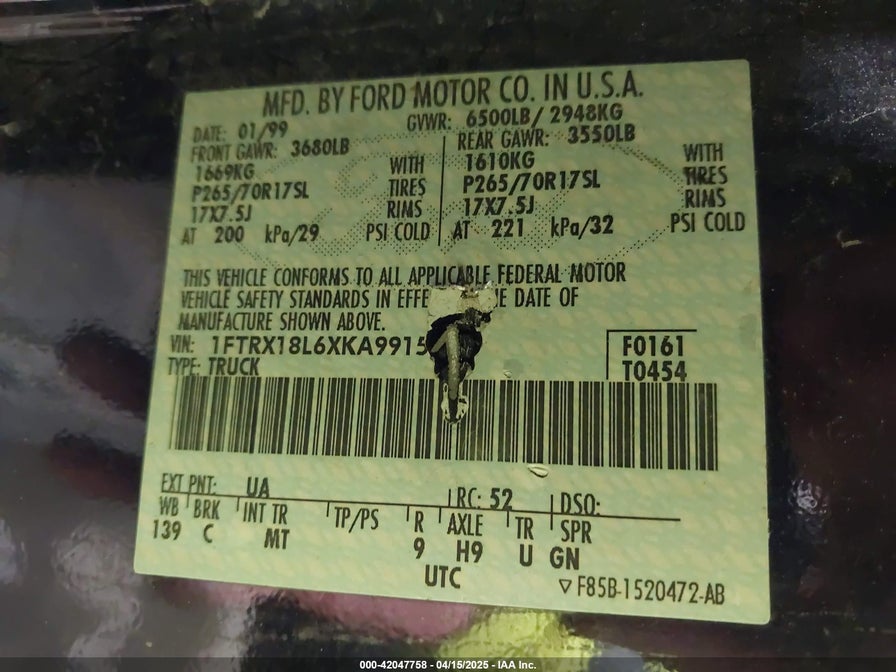 MFD. BY FORD MOTOR CO. IN U.S.A.
DATE: 01/99 GVWR: 6500LB/ 2948KG
FRONT GAWR: 3680LB REAR GAWR: 3550LB
1669KG WITH 1610KG WITH
P265/70R17SL TIRES P265/70R17SL TIRES
17X7.5J RIMS 17X7.5J RIMS
AT 200 kPa/29 PSI COLD AT 221 kPa/32 PSI COLD
THIS VEHICLE CONFORMS TO ALL APPLICABLE FEDERAL MOTOR
VEHICLE SAFETY STANDARDS IN DATE OF
MANUFACTURE SHOWN ABOVE.
VIN: 1FTRX18L6XKA9915 F0161
TYPE: TRUCK T0454
EXT PNT: UA RC: 52 DSO:
WB BRK INT TR TP/PS R AXLE TR SPR
139 C MT 9 H9 U GN
UTC ▽ F85B-1520472-AB
000-42047758 - 04/15/2025 - IAA Inc.